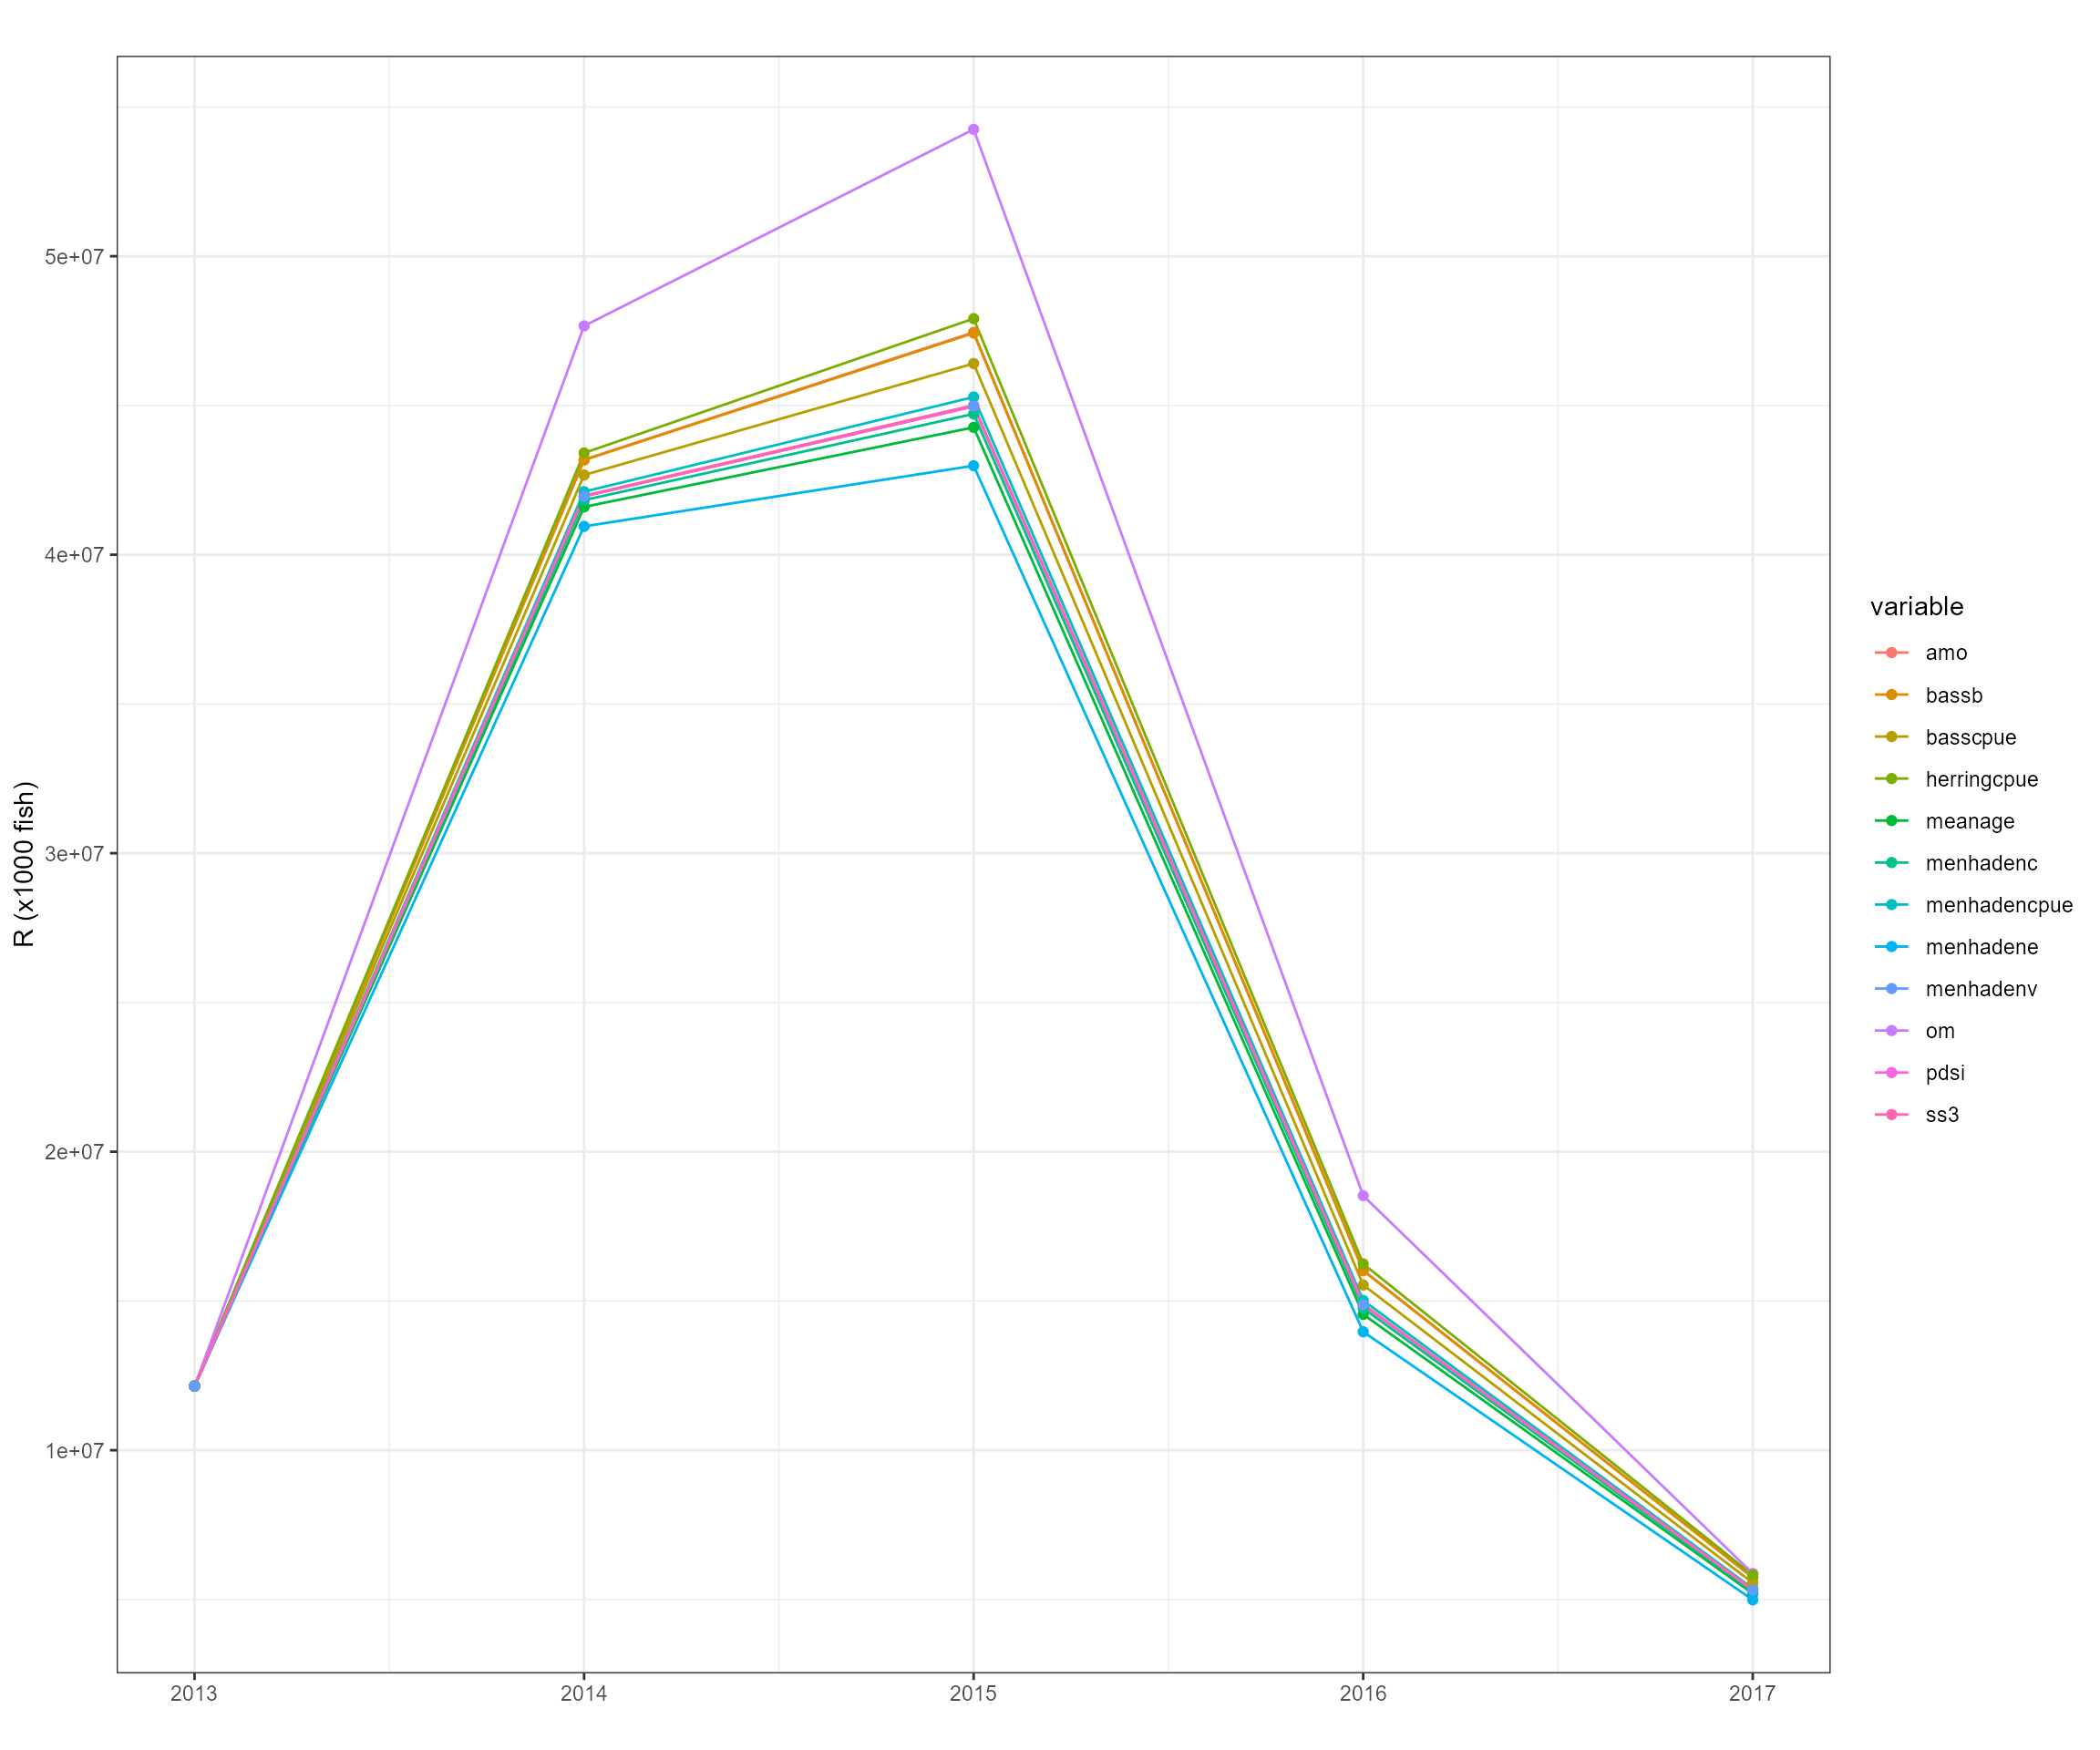 5e+07
4e+07
3e+07
2e+07
1e+07
R (x1000 fish)
2013
2014
2015
2016
2017
variable
amo
bassb
basscpue
herringcpue
meanage
menhadenc
menhadencpue
menhadene
menhadenv
om
pdsi
ss3